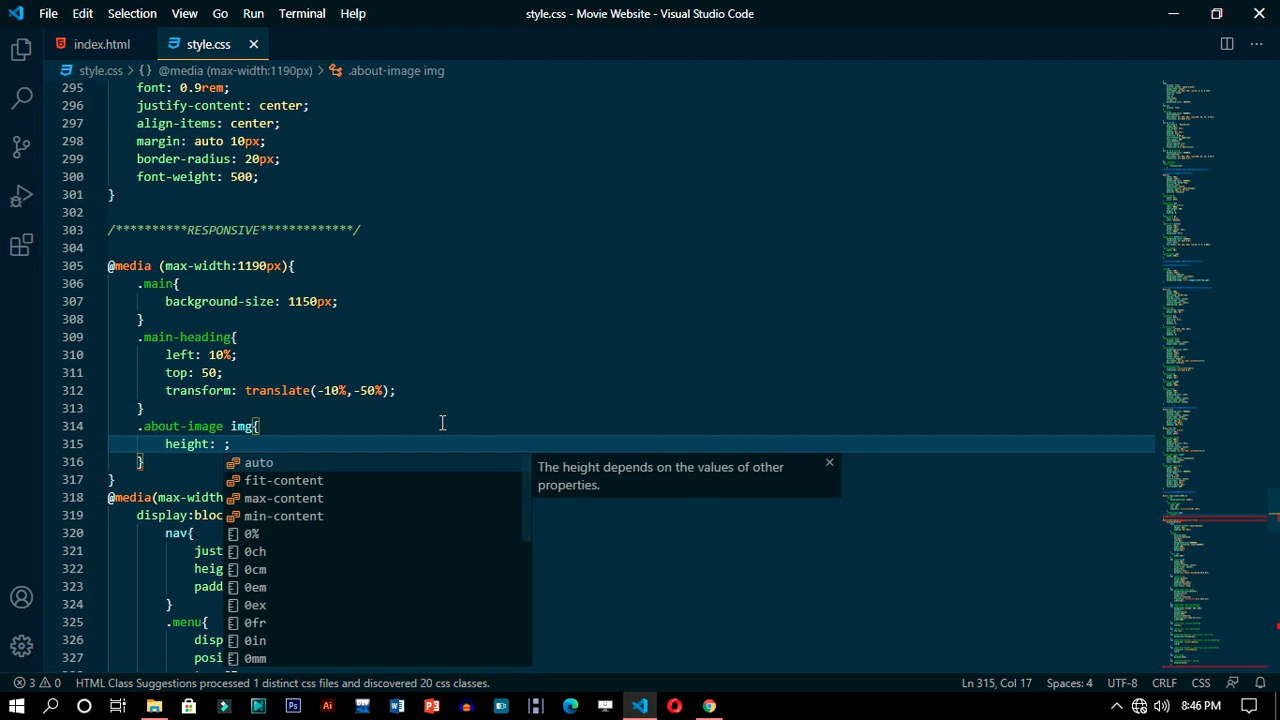 File Edit Selection View Go Run Terminal Help style.css - Movie Website - Visual Studio Code
index.html style.css
style.css @media (max-width:1190px) .about-image img
295 font: 0.9rem;
296 justify-content: center;
297 align-items: center;
298 margin: auto 10px;
299 border-radius: 20px;
300 font-weight: 500;
301 }
302
303 /**********RESPONSIVE*************/
304
305 @media (max-width:1190px){
306 .main{
307 background-size: 1150px;
308 }
309 .main-heading{
310 left: 10%;
311 top: 50;
312 transform: translate(-10%,-50%);
313 }
314 .about-image img{
315 height: ;
316 } auto
317 } fit-content
318 @media(max-width max-content
319 display:bloc min-content
320 nav{ 0%
321 just 0ch
322 heig 0cm
323 padd 0em
324 } 0ex
325 .menu{ 0fr
326 disp 0in
327 posi 0mm
The height depends on the values of other
properties.
0 0 HTML Class Suggestions processed 1 distinct css files and discovered 20 css classes. Ln 315, Col 17 Spaces: 4 UTF-8 CRLF CSS
8:46 PM